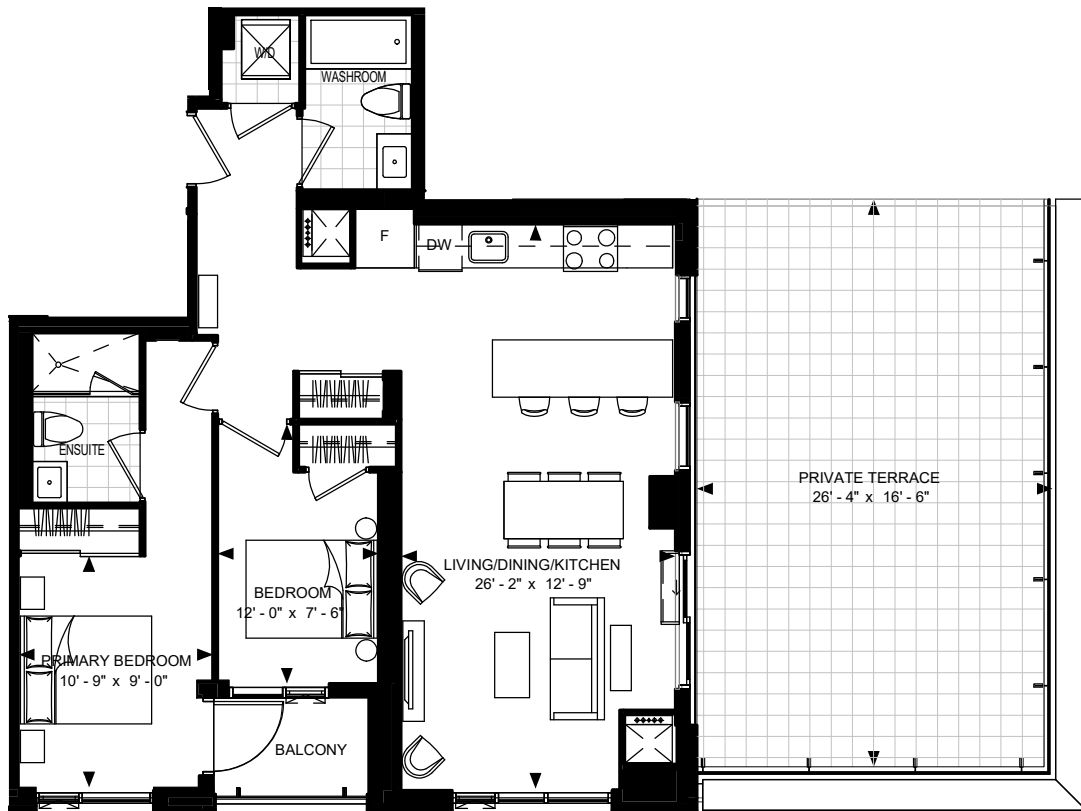 W/D
WASHROOM
F
DW
ENSUITE
PRIVATE TERRACE
26' - 4" x 16' - 6"
LIVING/DINING/KITCHEN
26' - 2" x 12' - 9"
BEDROOM
12' - 0" x 7' - 6"
PRIMARY BEDROOM
10' - 9" x 9' - 0"
BALCONY